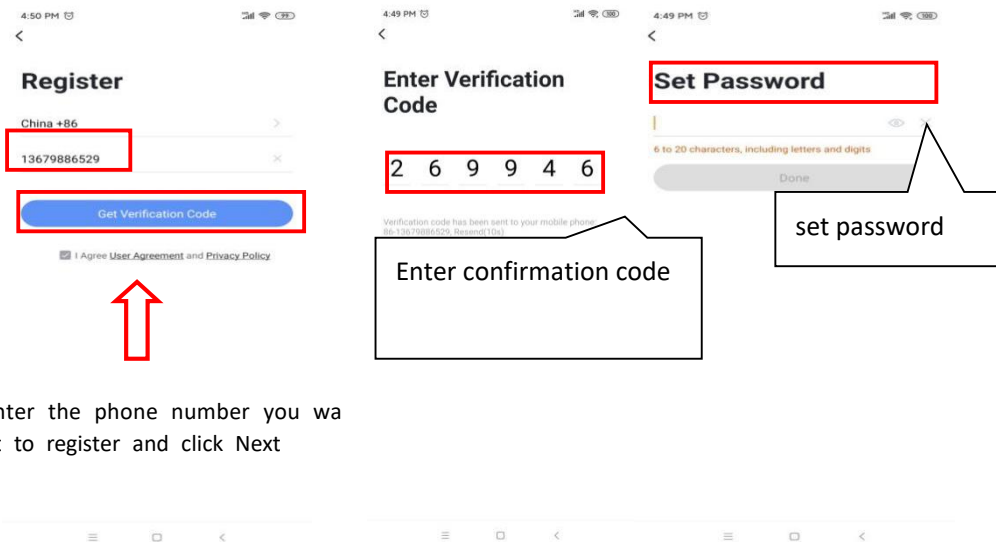 4:50 PM
99
Register
China +86
13679886529
Get Verification Code
I Agree User Agreement and Privacy Policy
nter the phone number you wa
t to register and click Next
4:49 PM
100
Enter Verification
Code
2 6 9 9 4 6
Verification code has been sent to your mobile phone:
86-13679886529, Resend(10s)
Enter confirmation code
4:49 PM
100
Set Password
6 to 20 characters, including letters and digits
Done
set password